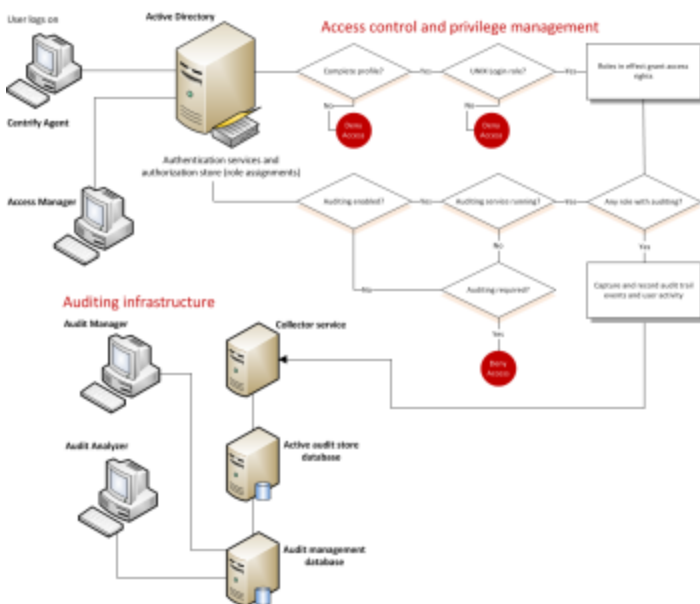 User logs on
Active Directory
Access control and privilege management
Centrify Agent
Complete profile?
Yes
UNIX Login role?
Yes
Roles in effect grant access
rights
No
No
Deny
Access
Deny
Access
Authentication services and
authorization store (role assignments)
Access Manager
Auditing enabled?
Yes
Auditing service running?
Yes
Any role with auditing?
No
Yes
No
Auditing required?
Capture and record audit trail
events and user activity
Yes
Deny
Access
Auditing infrastructure
Audit Manager
Collector service
Audit Analyzer
Active audit store
database
Audit management
database